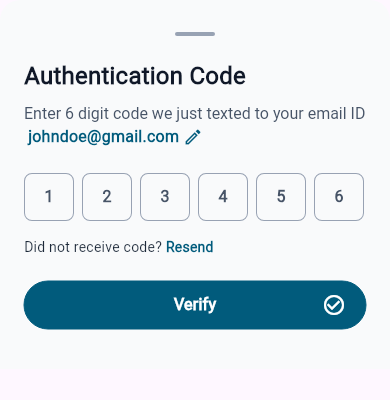 Authentication Code
Enter 6 digit code we just texted to your email ID
johndoe@gmail.com
1 2 3 4 5 6
Did not receive code? Resend
Verify